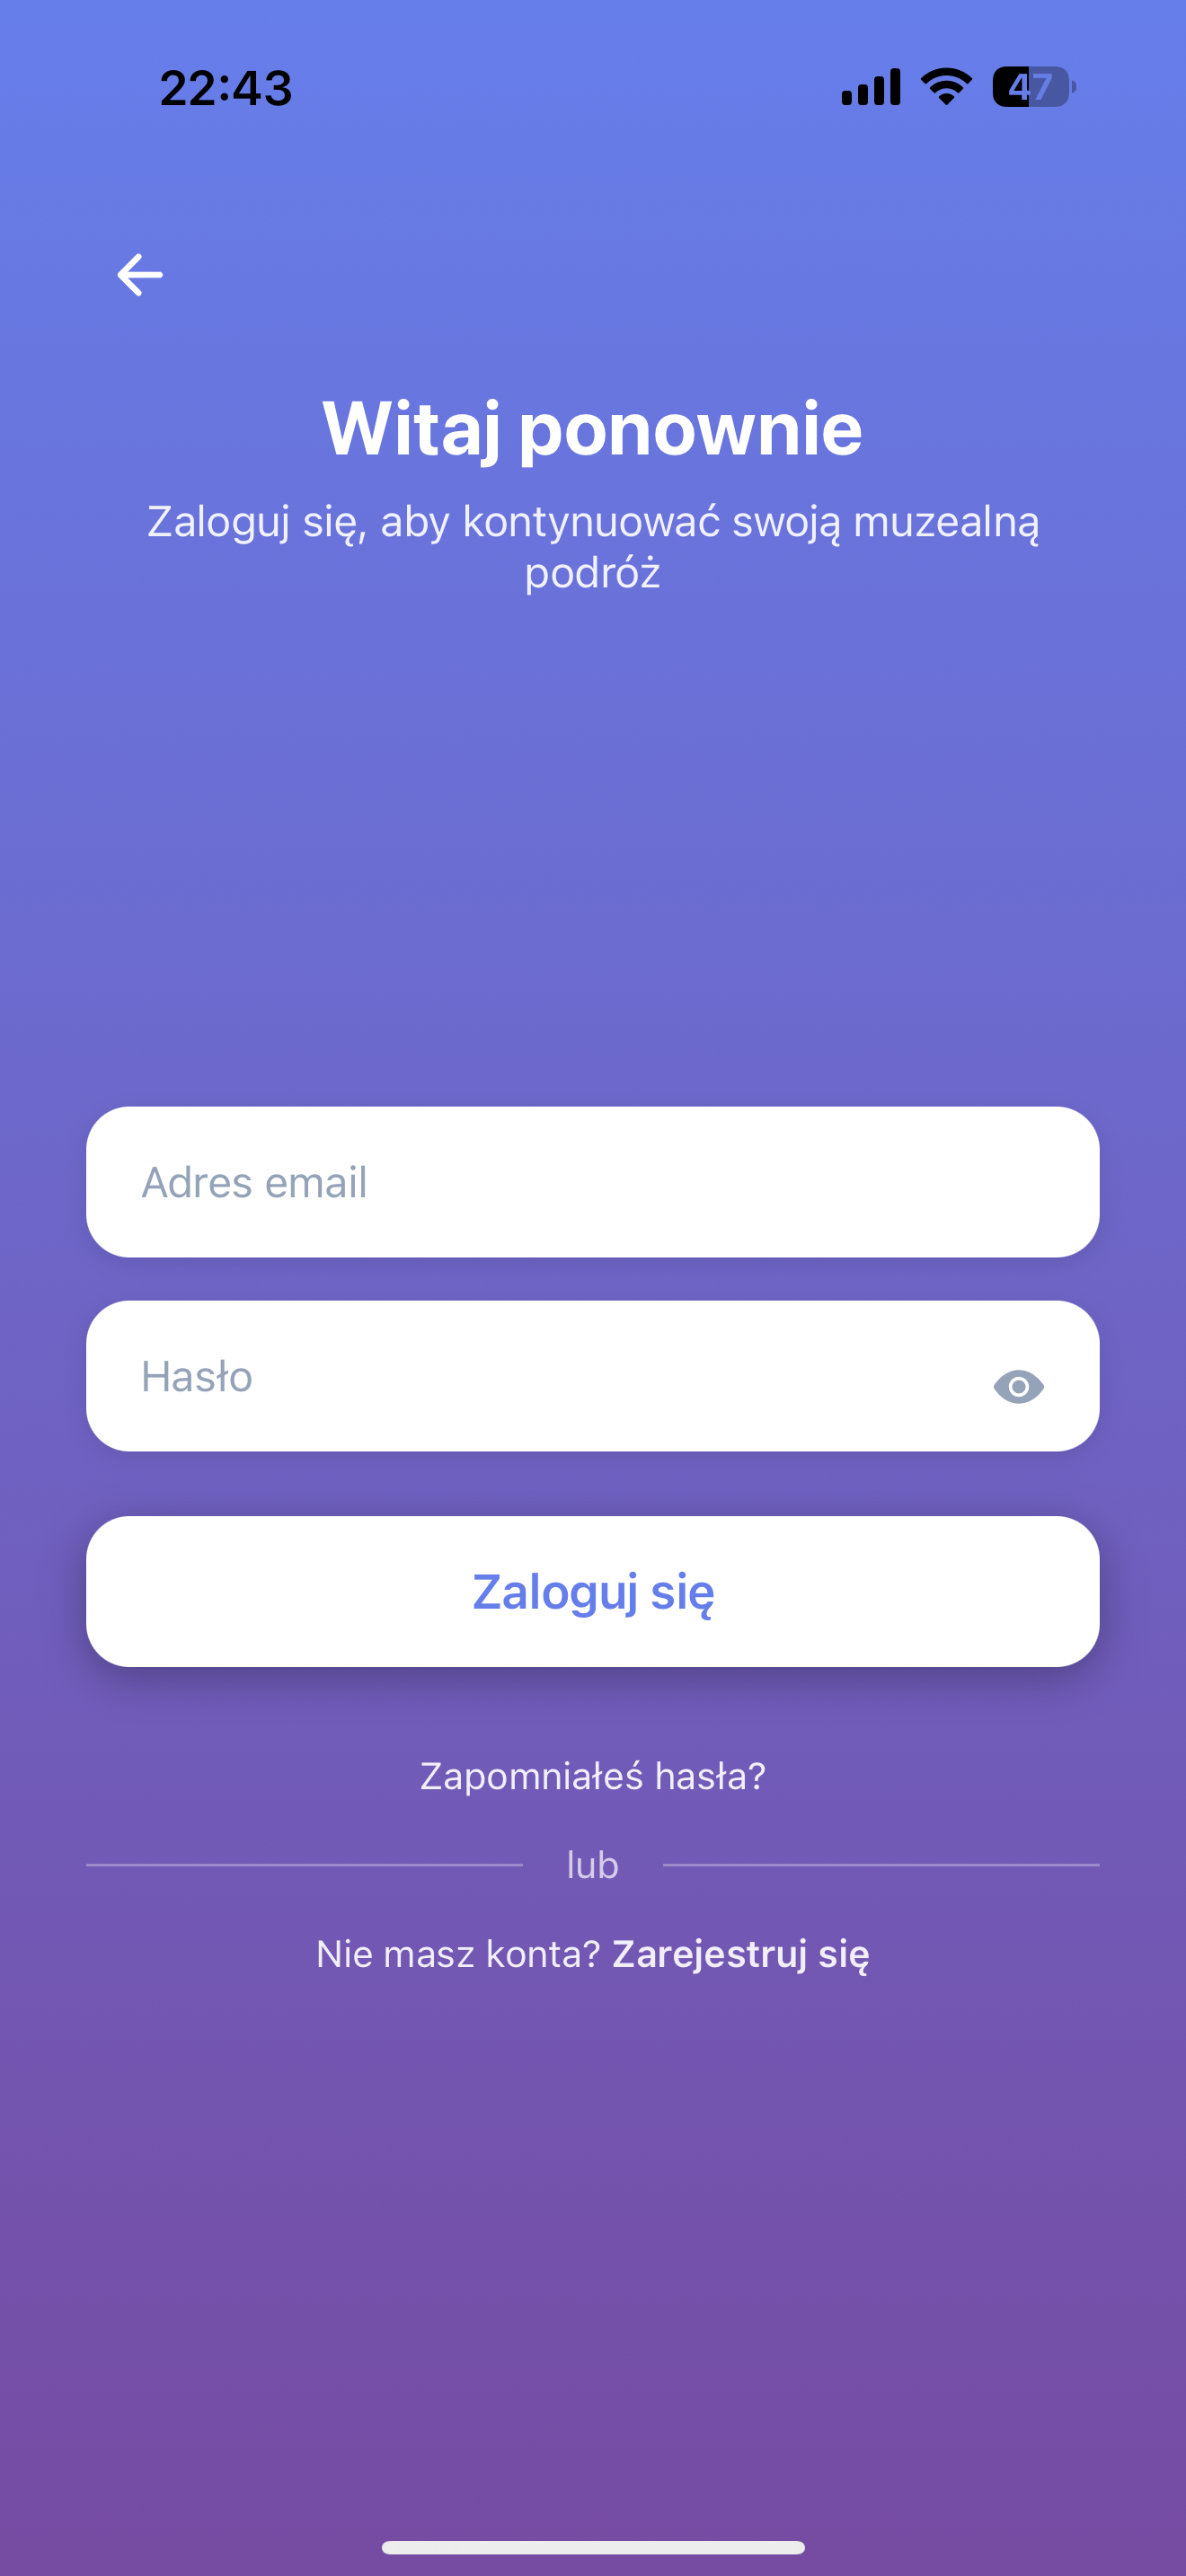 22:43
47
Witaj ponownie
Zaloguj się, aby kontynuować swoją muzealną
podróż
Adres email
Hasło
Zaloguj się
Zapomniałeś hasła?
lub
Nie masz konta? Zarejestruj się